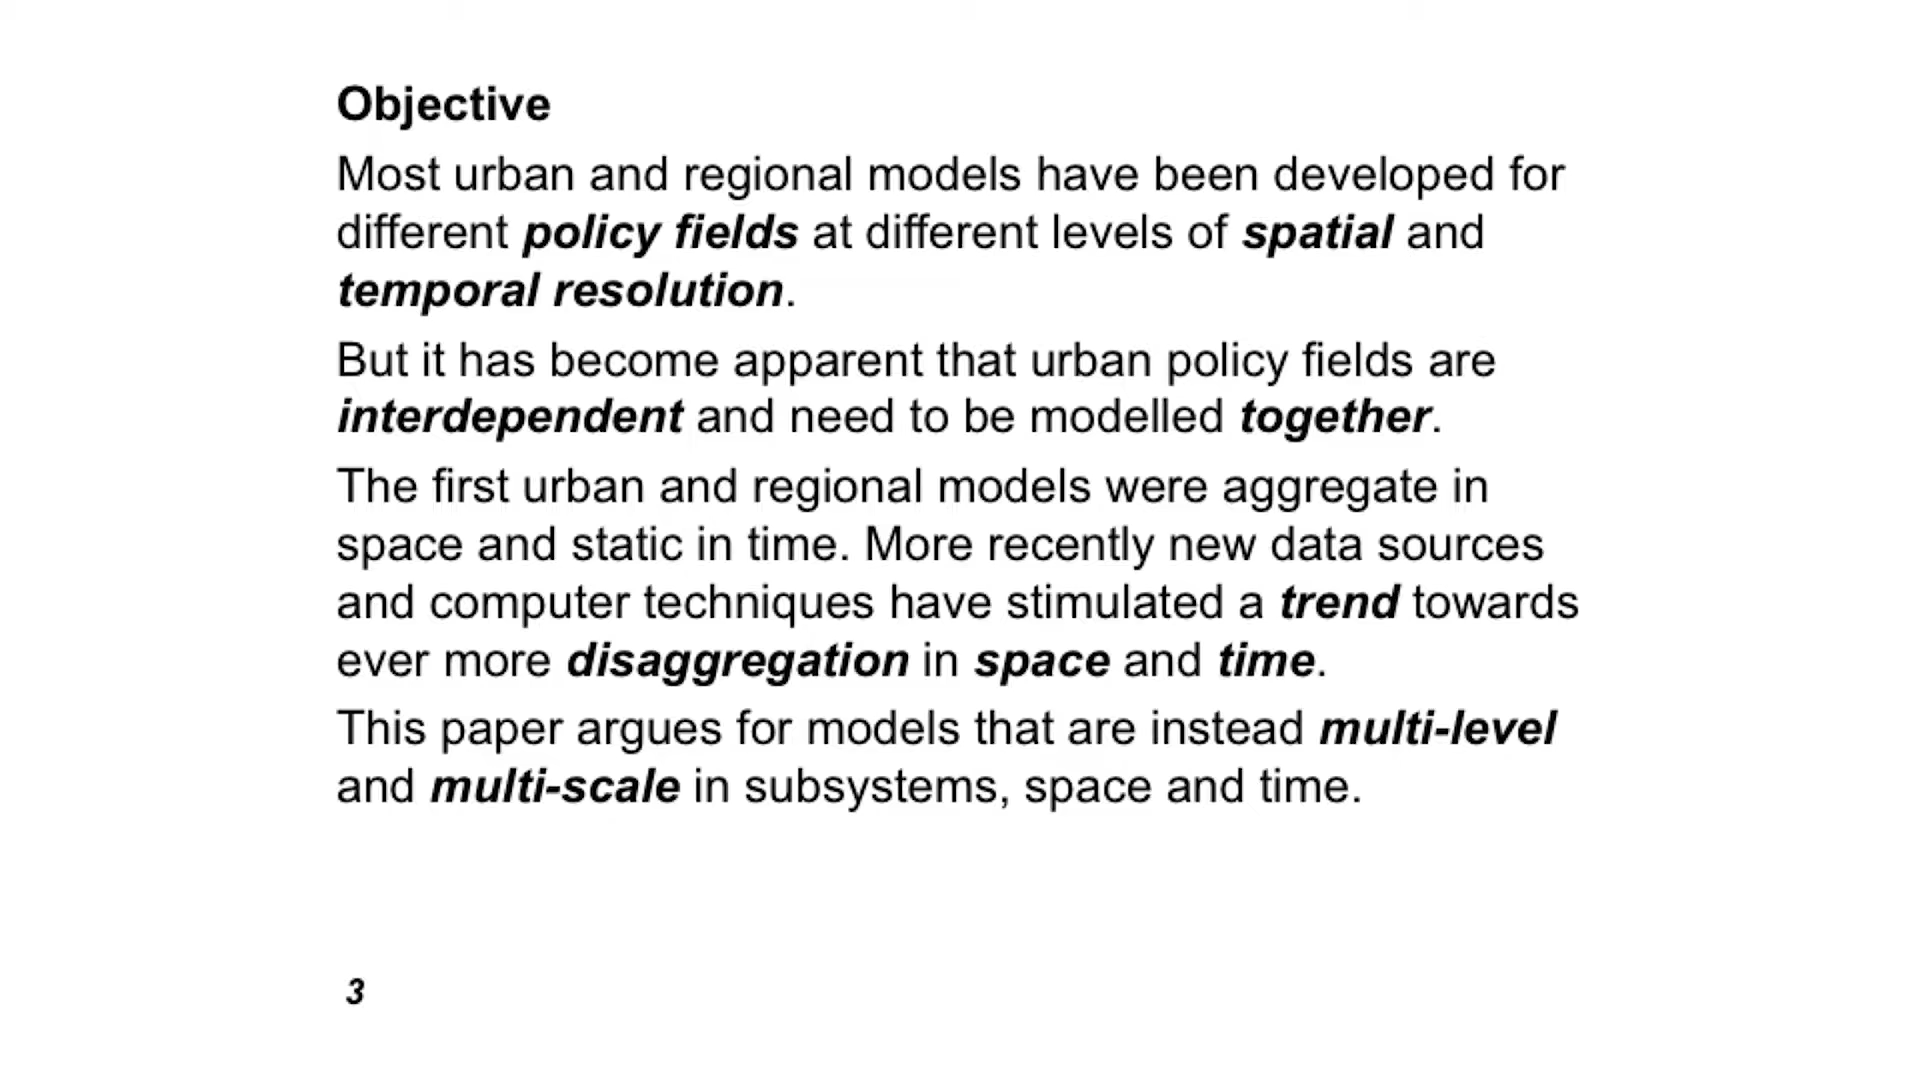 Objective
Most urban and regional models have been developed for
different policy fields at different levels of spatial and
temporal resolution.
But it has become apparent that urban policy fields are
interdependent and need to be modelled together.
The first urban and regional models were aggregate in
space and static in time. More recently new data sources
and computer techniques have stimulated a trend towards
ever more disaggregation in space and time.
This paper argues for models that are instead multi-level
and multi-scale in subsystems, space and time.
3